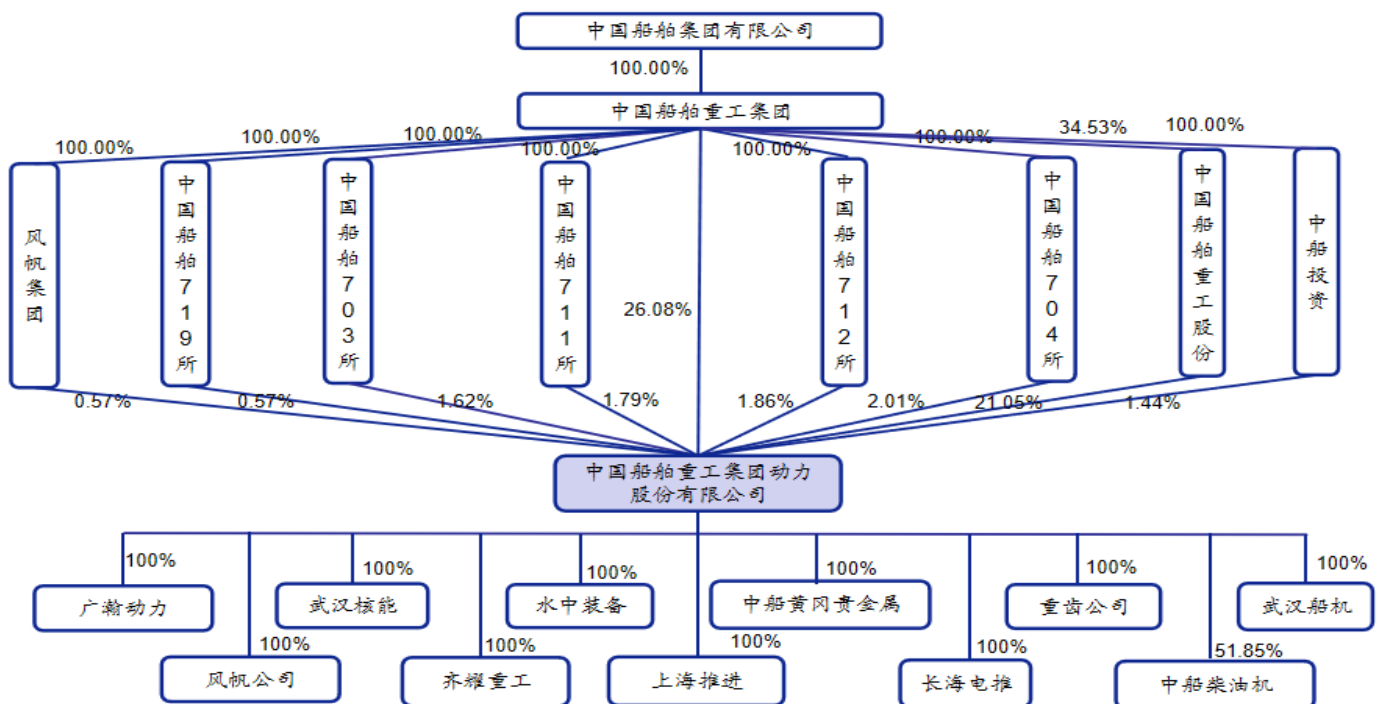 中国船舶集团有限公司
100.00%
中国船舶重工集团
100.00%
100.00%
100.00%
100.00%
100.00%
100.00%
34.53%
100.00%
风帆集团
中国船舶719所
中国船舶703所
中国船舶711所
26.08%
中国船舶712所
中国船舶704所
中国船舶重工股份
中船投资
0.57%
0.57%
1.62%
1.79%
1.86%
2.01%
21.05%
1.44%
中国船舶重工集团动力
股份有限公司
100%
100%
100%
100%
100%
100%
广瀚动力
武汉核能
水中装备
中船黄冈贵金属
重齿公司
武汉船机
100%
100%
100%
100%
51.85%
风帆公司
齐耀重工
上海推进
长海电推
中船柴油机